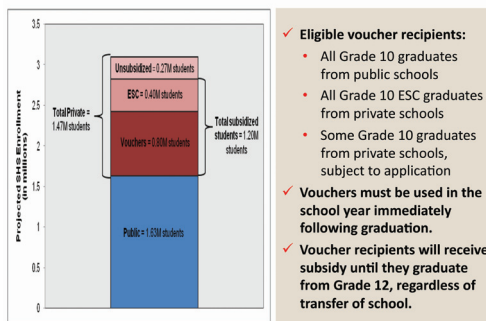 Projected SHS Enrollment
(in millions)
3.5
3
2.5
2
1.5
1
0.5
0
Unsubsidized =0.27M students
ESC = 0.40M students
Total Private =
1.47M students
Vouchers = 0.80M students
Total subsidized
students = 1.20M
students
Public = 1.63M students
✓ Eligible voucher recipients:
• All Grade 10 graduates
from public schools
• All Grade 10 ESC graduates
from private schools
• Some Grade 10 graduates
from private schools,
subject to application
✓ Vouchers must be used in the
school year immediately
following graduation.
✓ Voucher recipients will receive
subsidy until they graduate
from Grade 12, regardless of
transfer of school.